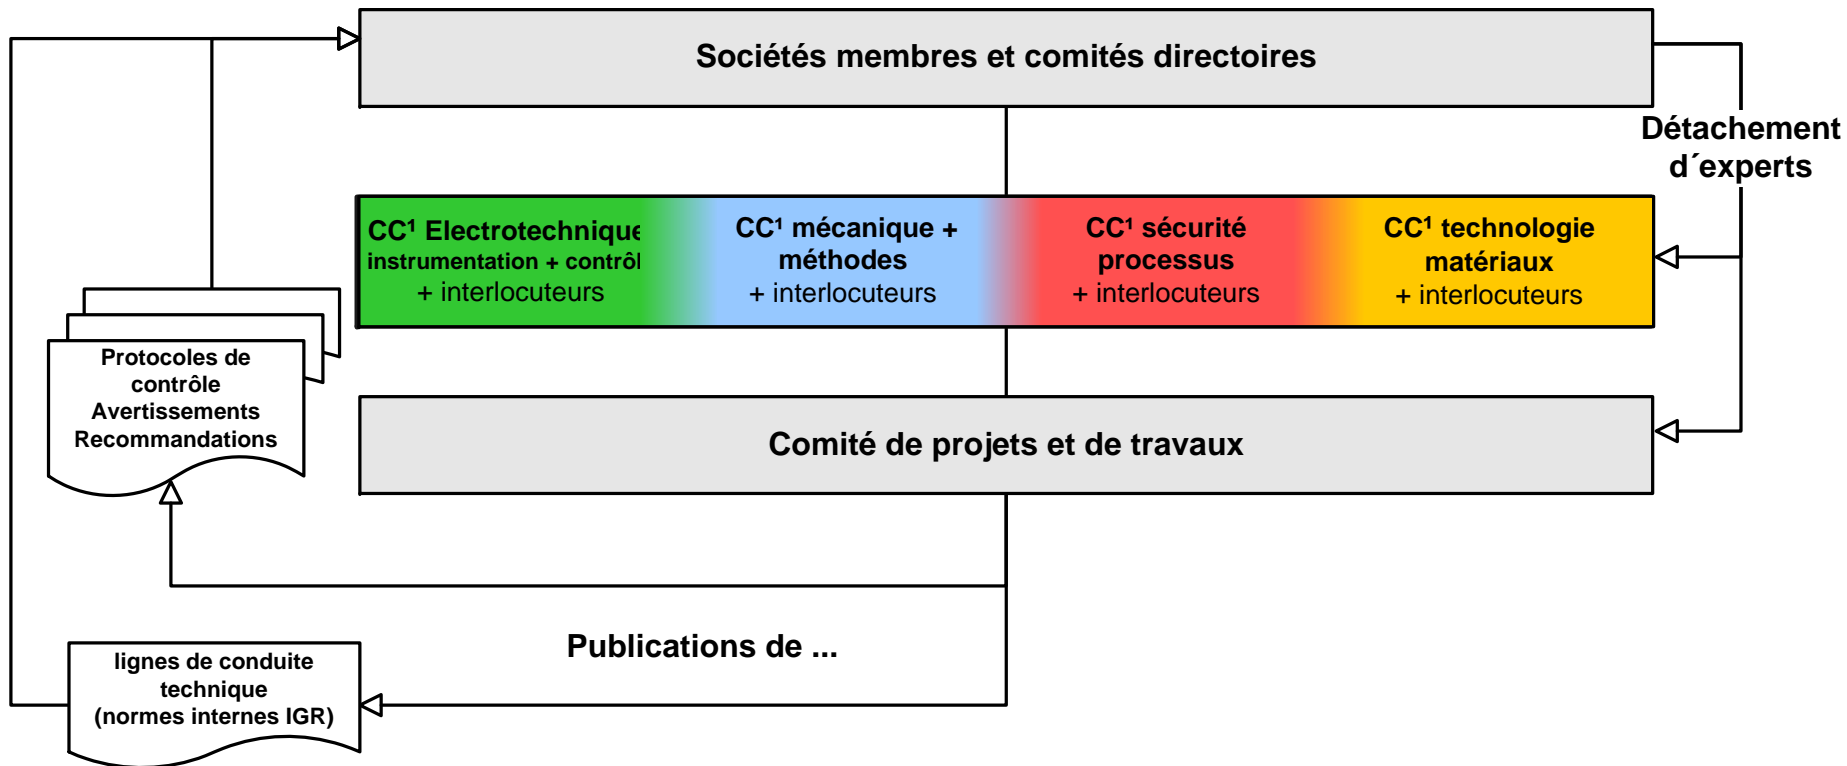 Sociétés membres et comités directoires
Détachement
d´experts
CC¹ Electrotechnique
instrumentation + contrôl
+ interlocuteurs
CC¹ mécanique +
méthodes
+ interlocuteurs
CC¹ sécurité
processus
+ interlocuteurs
CC¹ technologie
matériaux
+ interlocuteurs
Protocoles de
contrôle
Avertissements
Recommandations
Comité de projets et de travaux
Publications de ...
lignes de conduite
technique
(normes internes IGR)